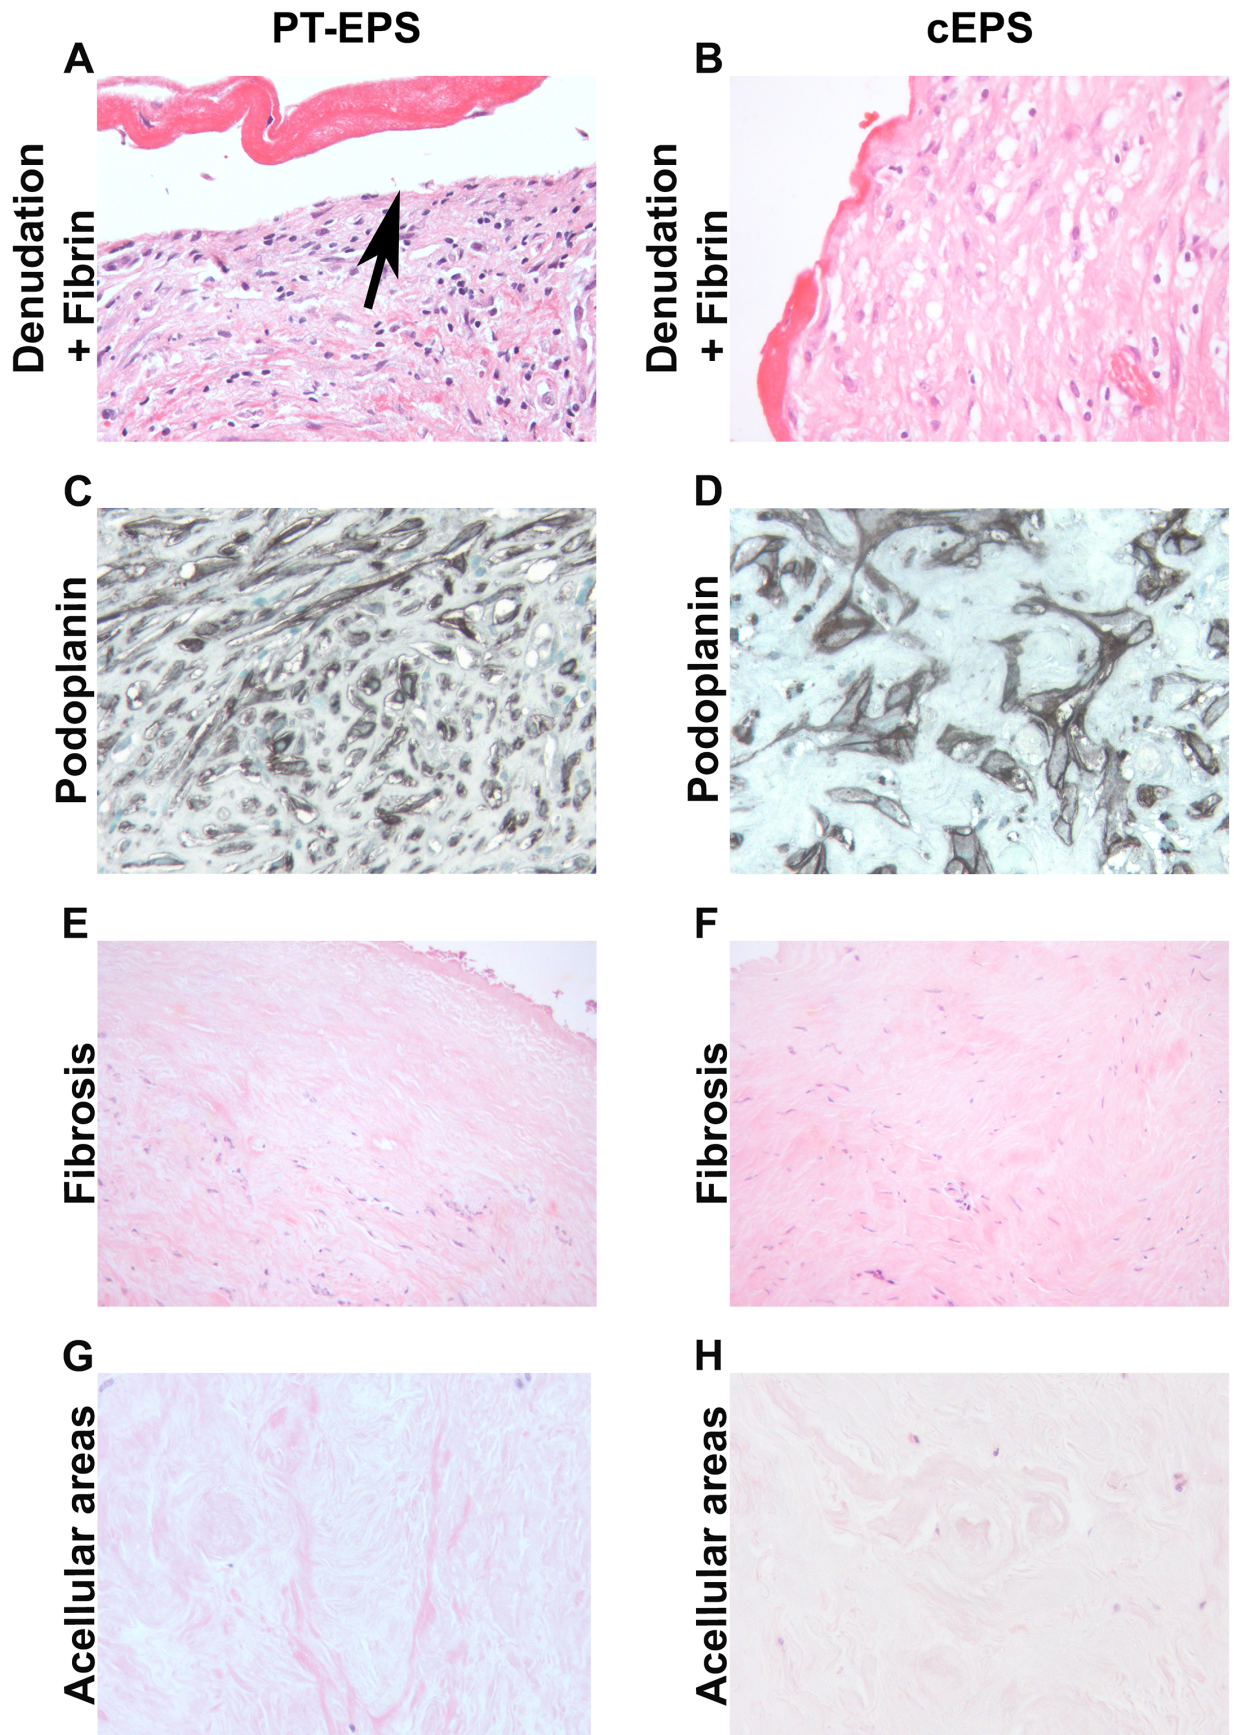 PT-EPS
cEPS
A
B
Denudation
+ Fibrin
Denudation
+ Fibrin
C
D
Podoplanin
Podoplanin
E
F
Fibrosis
Fibrosis
G
H
Acellular areas
Acellular areas